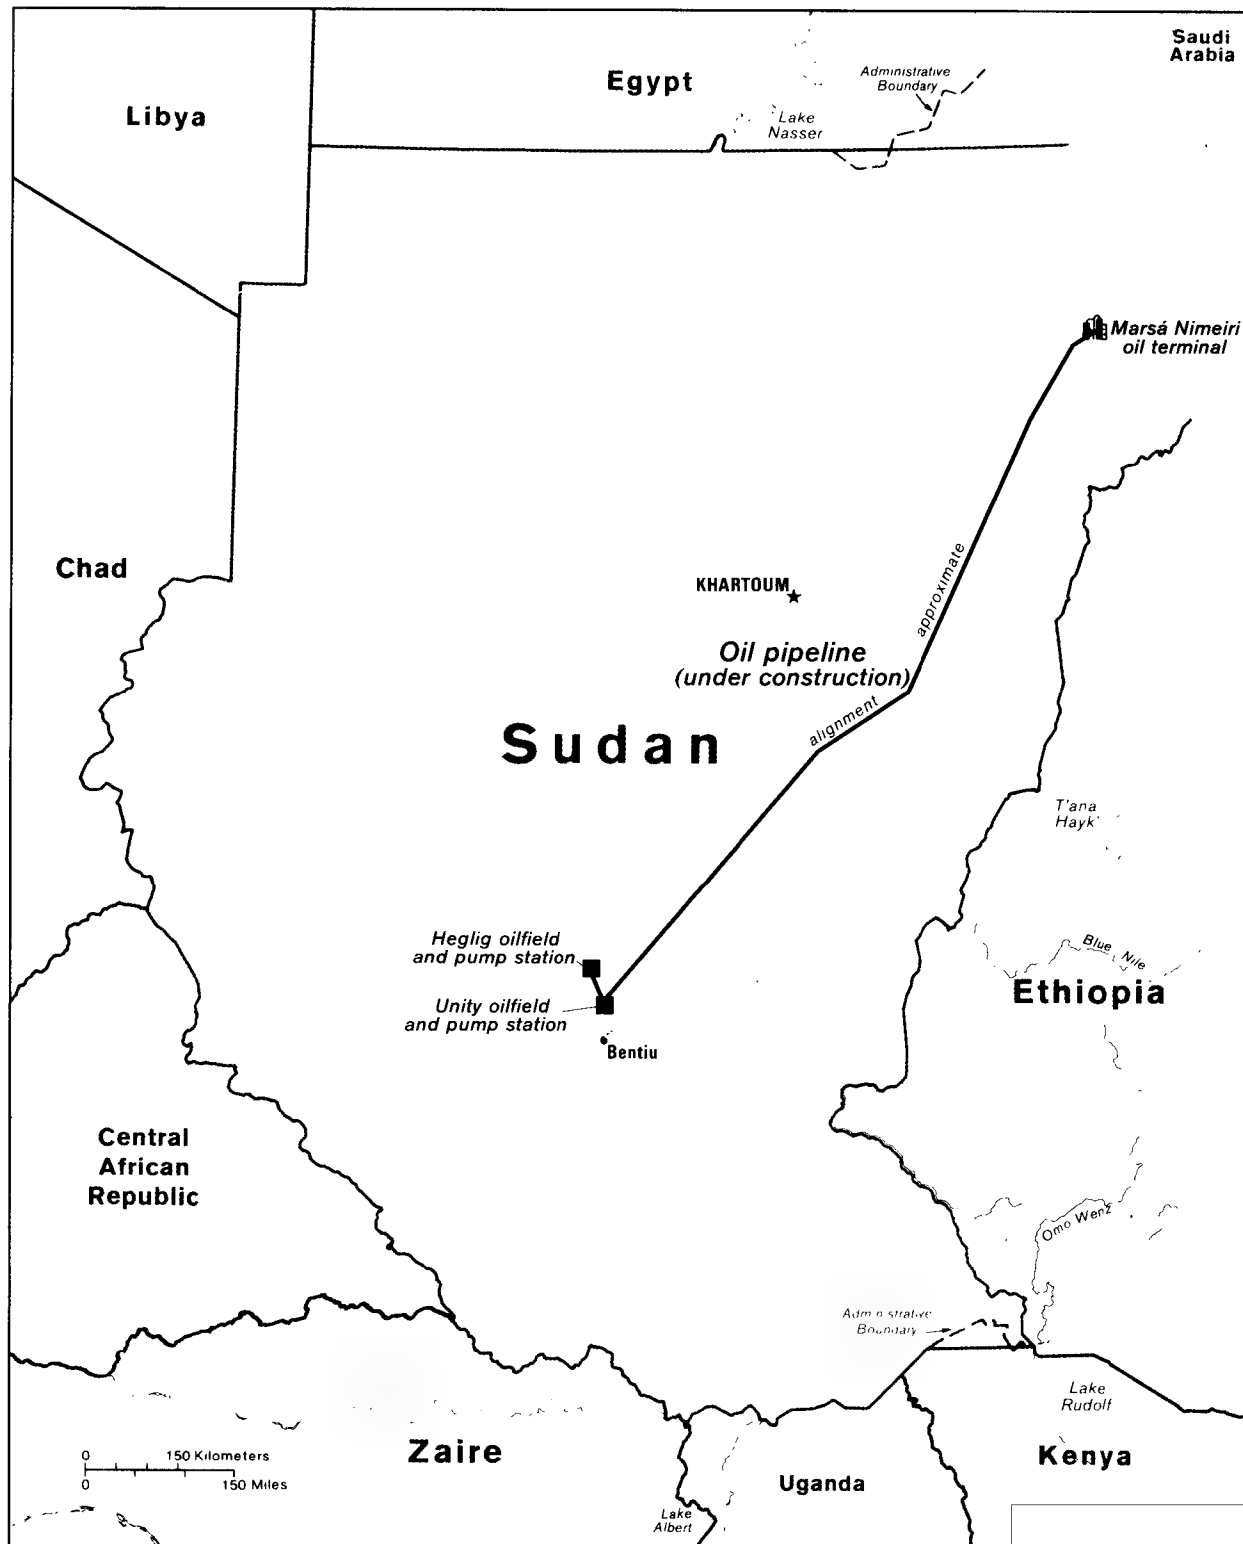 Saudi
Arabia
Egypt
Administrative
Boundary
Libya
Lake
Nasser
Marsá Nimeiri
oil terminal
approximate
Chad
KHARTOUM
Oil pipeline
(under construction)
alignment
Sudan
T'ana
Hayk'
Heglig oilfield
and pump station
Blue Nile
Ethiopia
Unity oilfield
and pump station
Bentiu
Central
African
Republic
Omo Wenz
Administrative
Boundary
Lake
Rudolf
Zaire
Kenya
0 150 Kilometers
0 150 Miles
Uganda
Lake
Albert